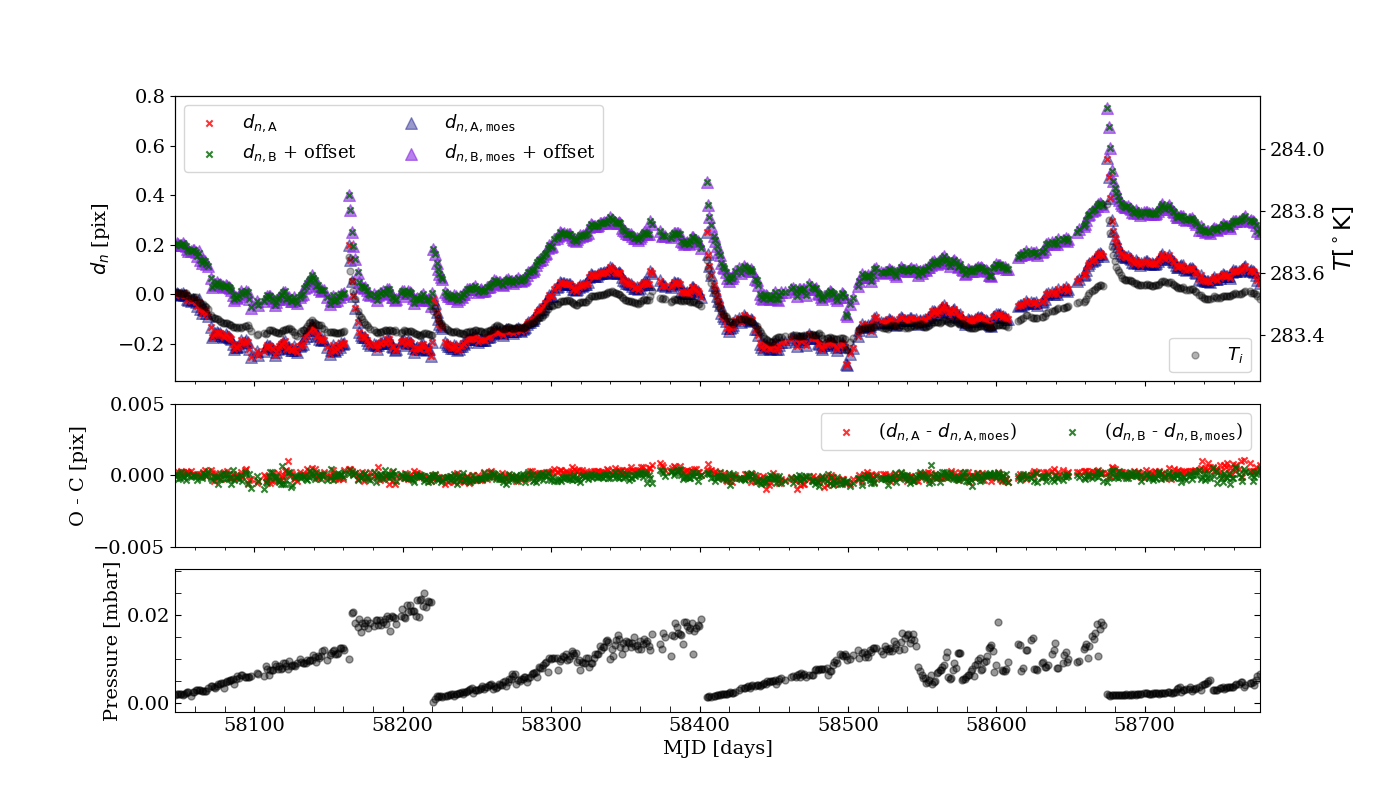 0.8
0.6
0.4
0.2
0.0
−0.2
d_n [pix]
d_{n,A}
d_{n,B} + offset
d_{n,A,moes}
d_{n,B,moes} + offset
T_i
284.0
283.8
283.6
283.4
T[°K]
0.005
0.000
−0.005
O - C [pix]
(d_{n,A} - d_{n,A,moes})
(d_{n,B} - d_{n,B,moes})
0.02
0.00
Pressure [mbar]
58100 58200 58300 58400 58500 58600 58700
MJD [days]